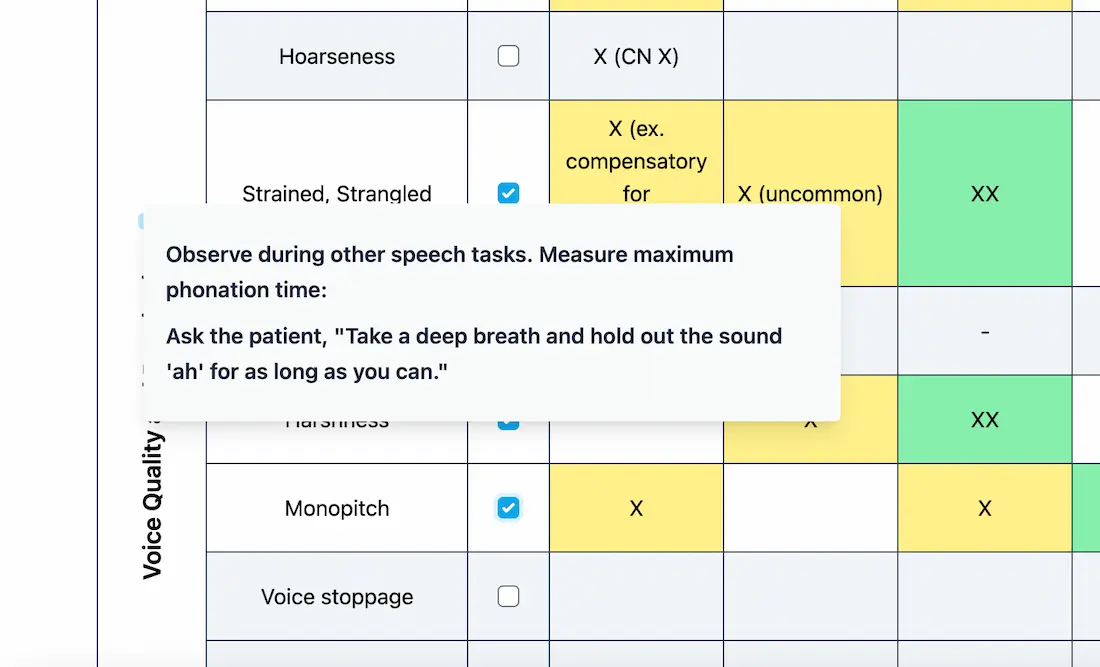 Hoarseness
X (CN X)
X (ex.
compensatory
for
Strained, Strangled
X (uncommon)
XX
Observe during other speech tasks. Measure maximum
phonation time:
Ask the patient, "Take a deep breath and hold out the sound
'ah' for as long as you can."
-
Harshness
X
XX
Voice Quality
Monopitch
X
X
Voice stoppage